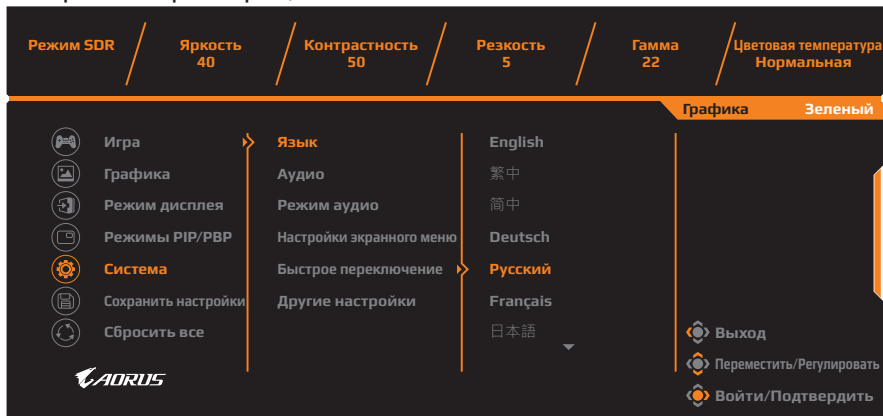 Режим SDR
Яркость
40
Контрастность
50
Резкость
5
Гамма
22
Цветовая температура
Нормальная
Графика Зеленый
Игра
Графика
Режим дисплея
Режимы PIP/PBP
Система
Сохранить настройки
Сбросить все
Язык
Аудио
Режим аудио
Настройки экранного меню
Быстрое переключение
Другие настройки
English
繁中
简中
Deutsch
Русский
Français
日本語
Выход
Переместить/Регулировать
Войти/Подтвердить
AORUS